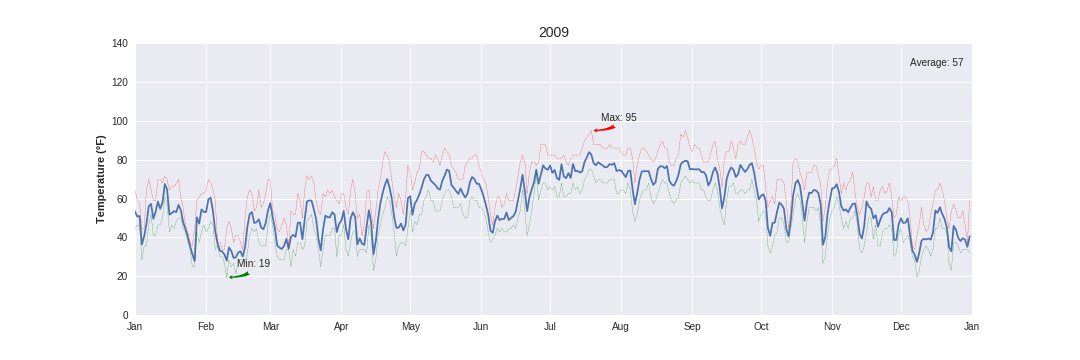 2009
140
Average: 57
120
Max: 95
100
Temperature (°F)
80
60
40
Min: 19
20
0
Jan Feb Mar Apr May Jun Jul Aug Sep Oct Nov Dec Jan